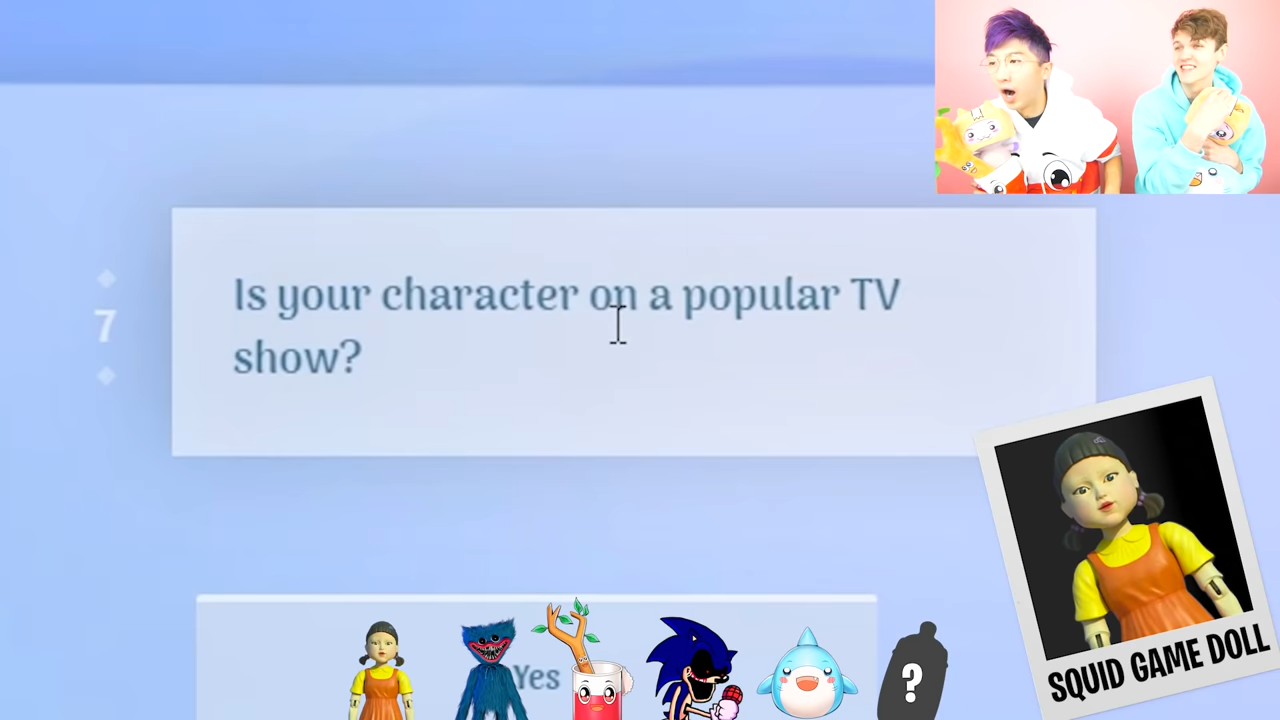 7
Is your character on a popular TV
show?
Yes
?
SQUID GAME DOLL